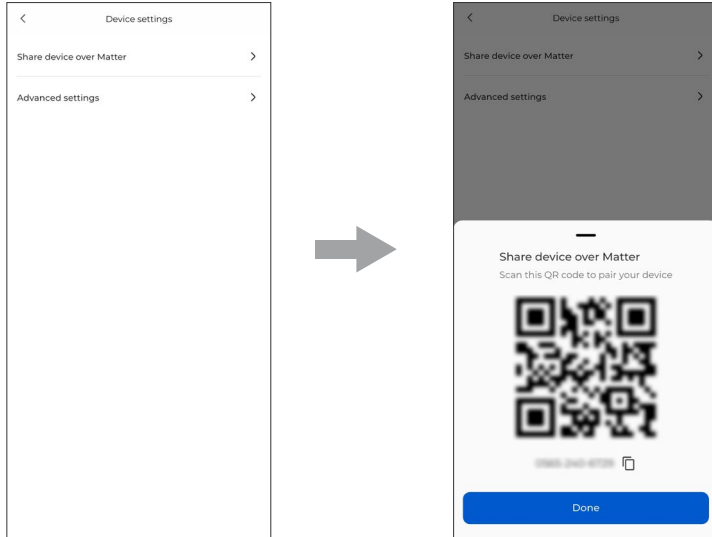 Device settings
Share device over Matter
Advanced settings
Device settings
Share device over Matter
Advanced settings
Share device over Matter
Scan this QR code to pair your device
Done